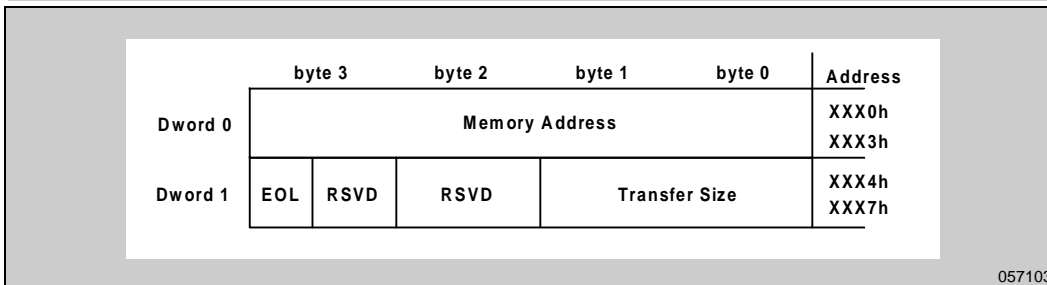 byte 3 byte 2 byte 1 byte 0 Address
Dword 0 Memory Address XXX0h
XXX3h
Dword 1 EOL RSVD RSVD Transfer Size XXX4h
XXX7h
057103